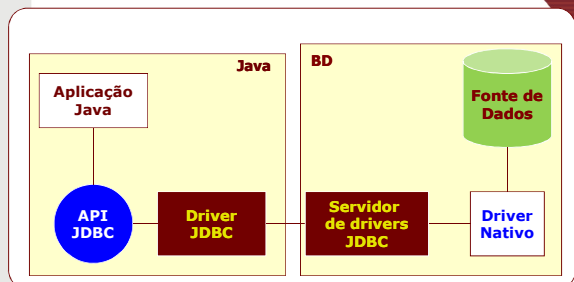 Java
BD
Aplicação
Java
Fonte de
Dados
API
JDBC
Driver
JDBC
Servidor
de drivers
JDBC
Driver
Nativo